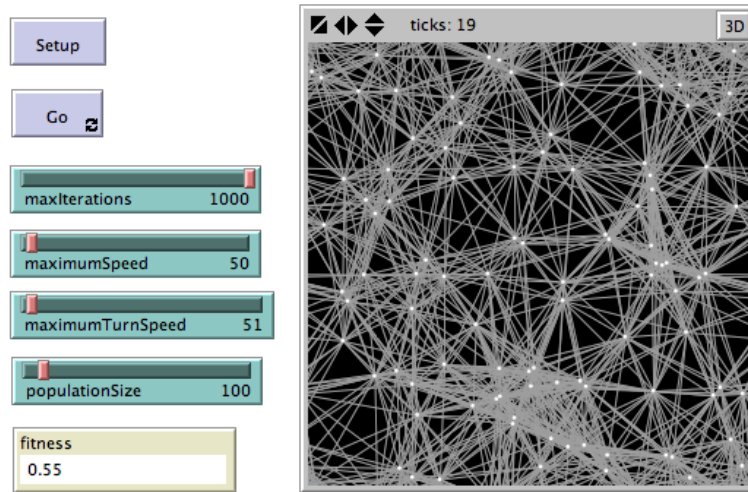 Setup
Go
maxIterations 1000
maximumSpeed 50
maximumTurnSpeed 51
populationSize 100
fitness
0.55
ticks: 19
3D